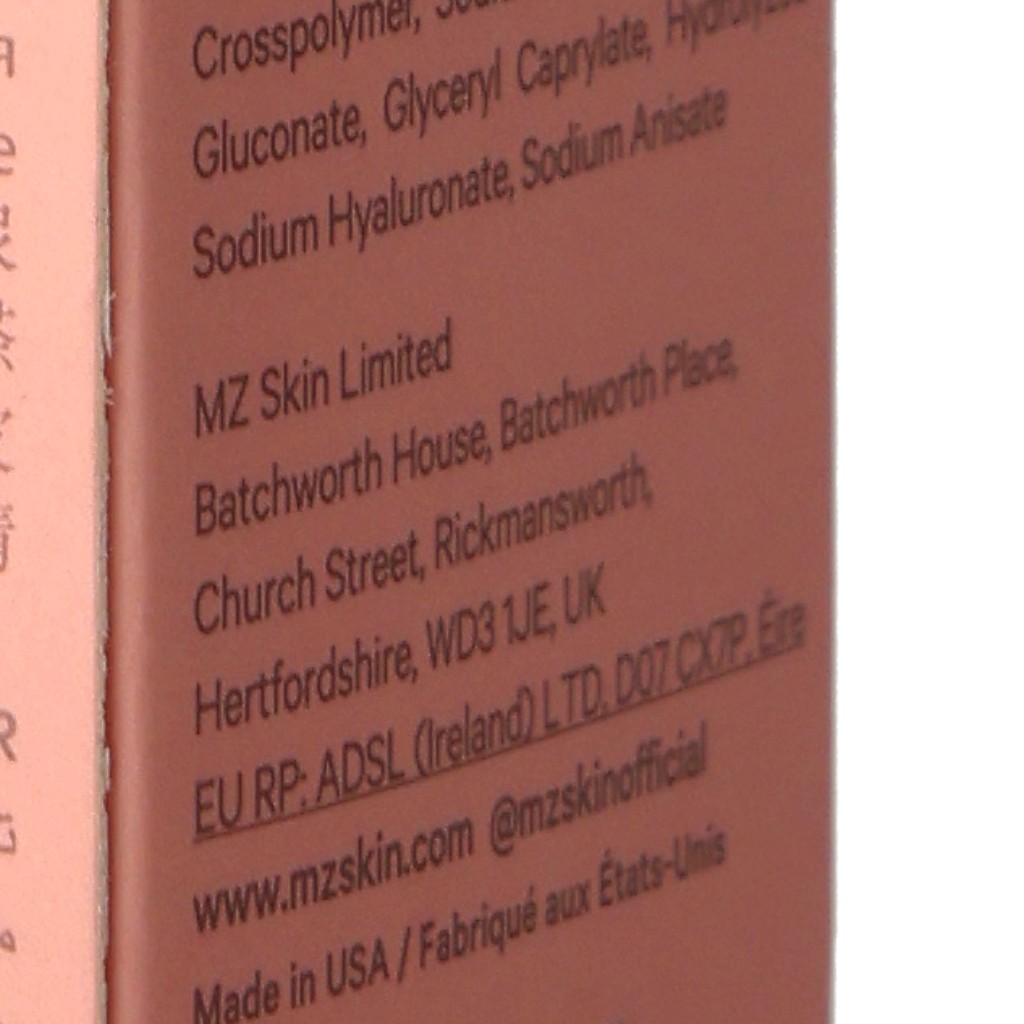 Crosspolymer,
Gluconate, Glyceryl Caprylate, Hydrolyzed
Sodium Hyaluronate, Sodium Anisate
MZ Skin Limited
Batchworth House, Batchworth Place,
Church Street, Rickmansworth,
Hertfordshire, WD3 1JE, UK
EU RP: ADSL (Ireland) LTD, D07 CX7P, Éire
www.mzskin.com @mzskinofficial
Made in USA / Fabriqué aux États-Unis